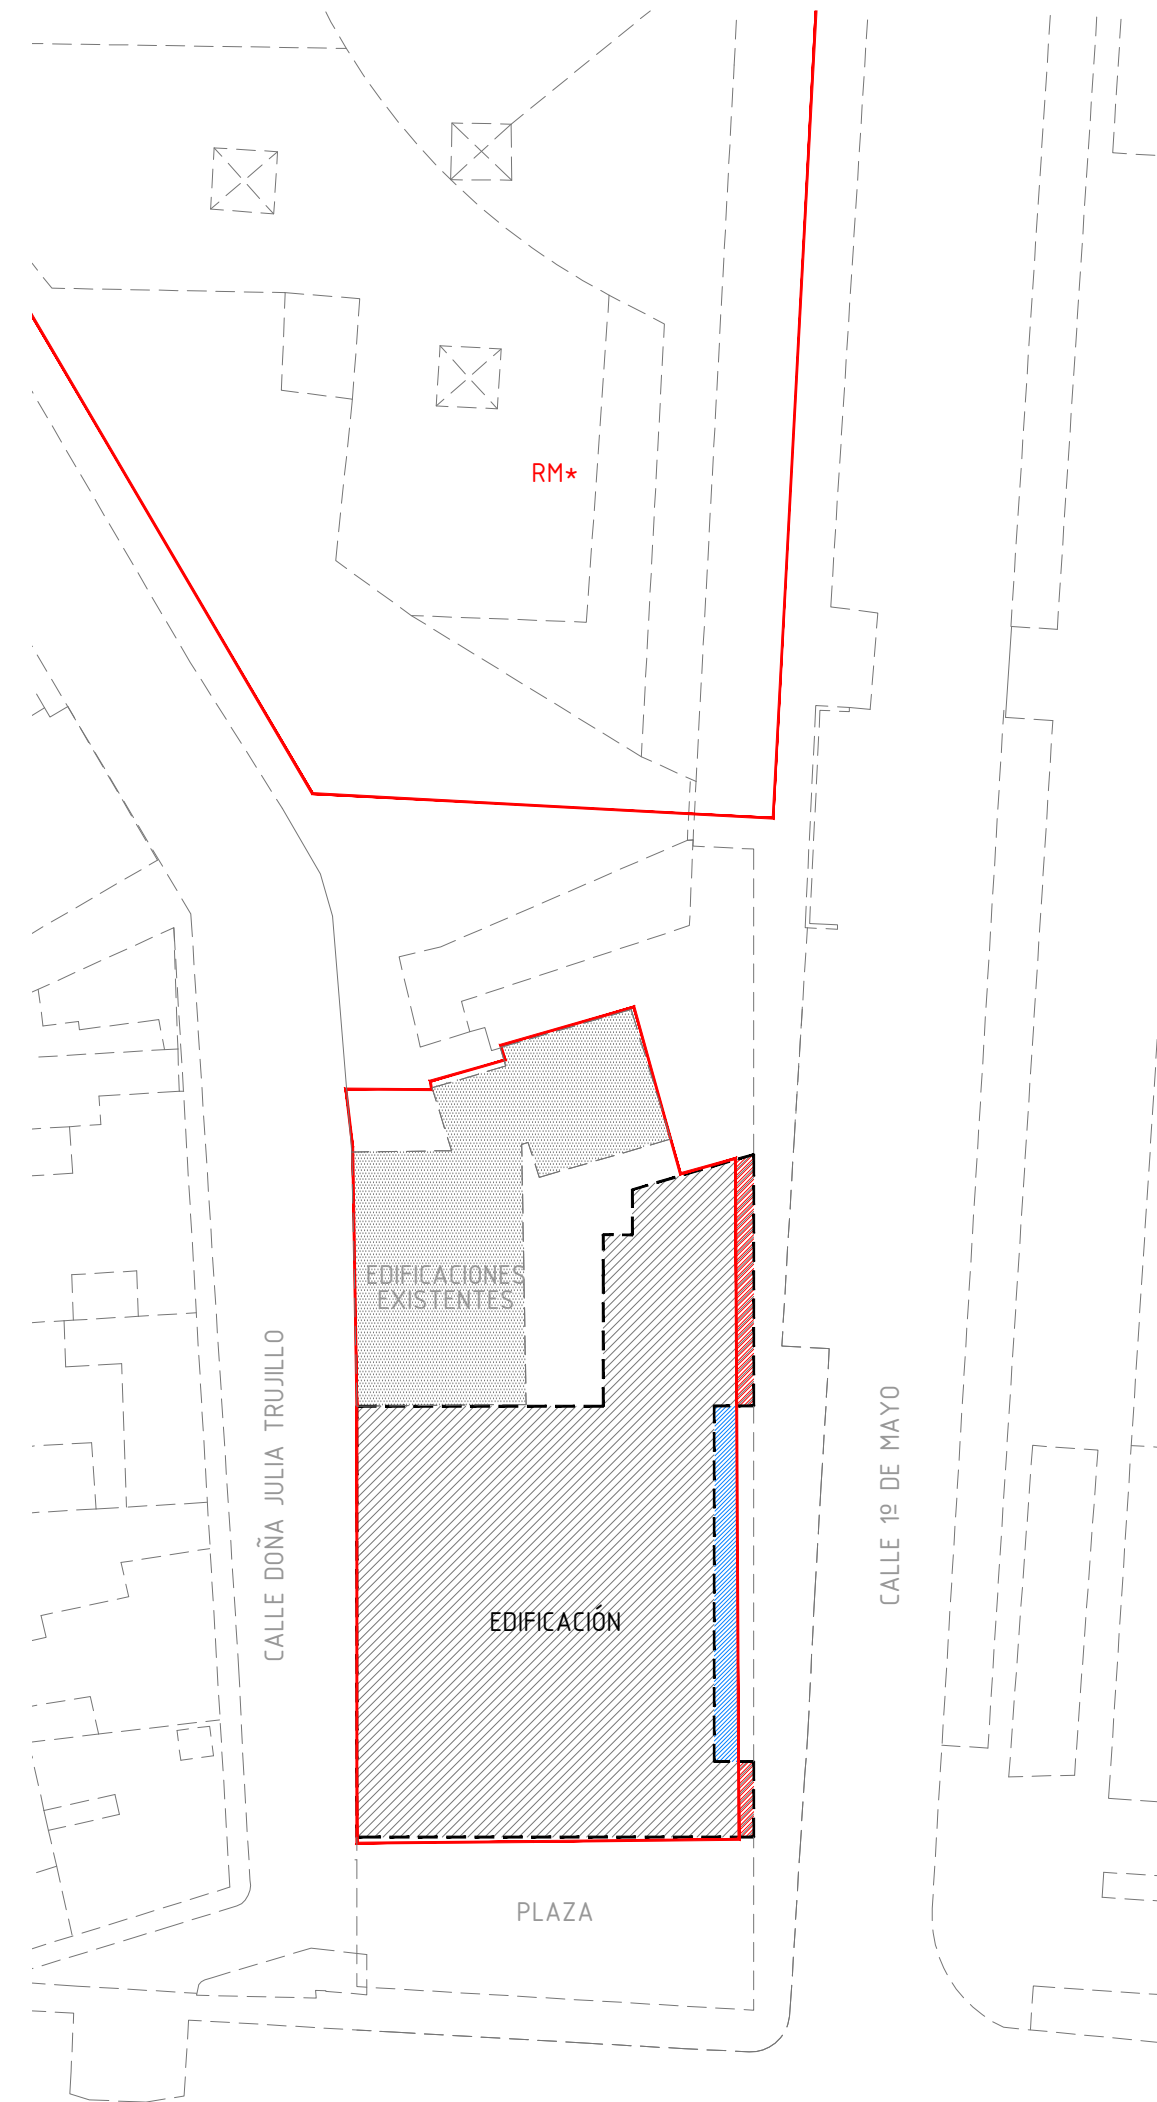 RM*
EDIFICACIONES
EXISTENTES
CALLE DOÑA JULIA TRUJILLO
CALLE 1º DE MAYO
EDIFICACIÓN
PLAZA